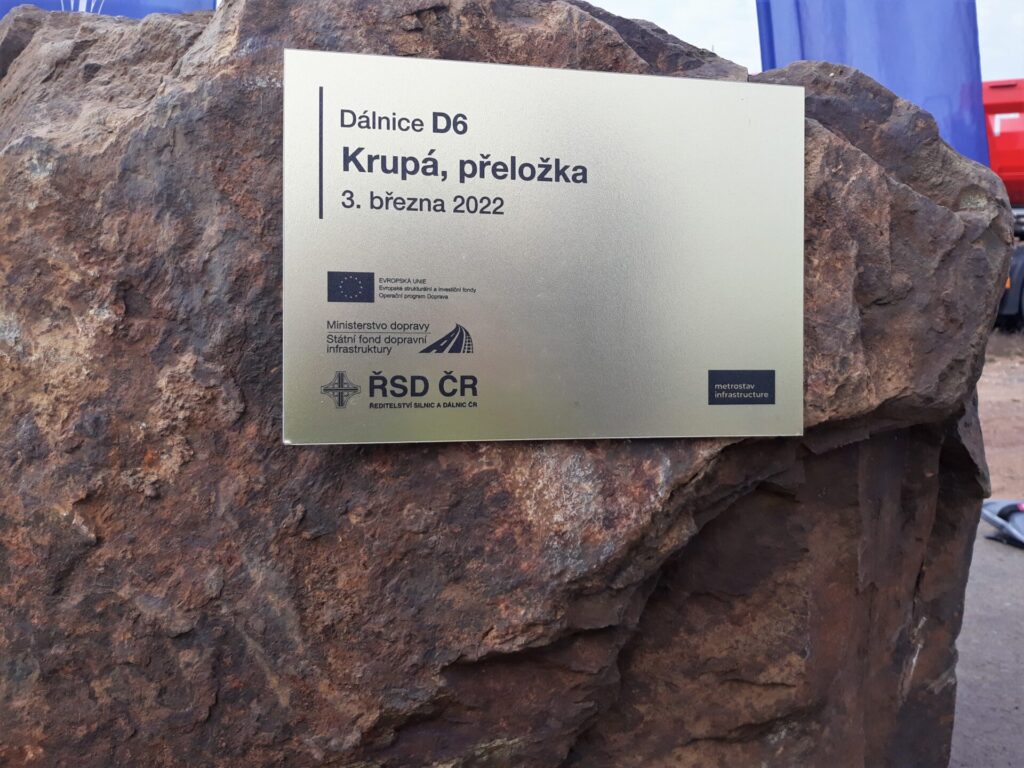 Dálnice D6
Krupá, přeložka
3. března 2022
EVROPSKÁ UNIE
Evropské strukturální a investiční fondy
Operační program Doprava
Ministerstvo dopravy
Státní fond dopravní
infrastruktury
ŘSD ČR
ŘEDITELSTVÍ SILNIC A DÁLNIC ČR
metrostav
infrastructure